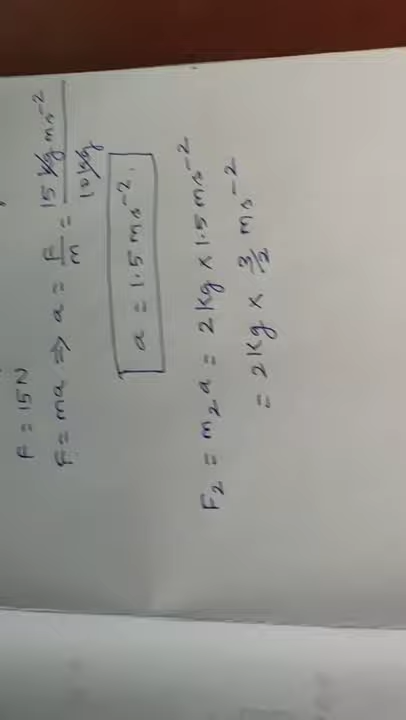 F = 15N
F = ma ⇒ a = F/m = 15 Kg ms⁻²/10 Kg
a = 1.5 ms⁻².
F₂ = m₂a = 2Kg × 1.5 ms⁻²
= 2Kg × 3/2 ms⁻²